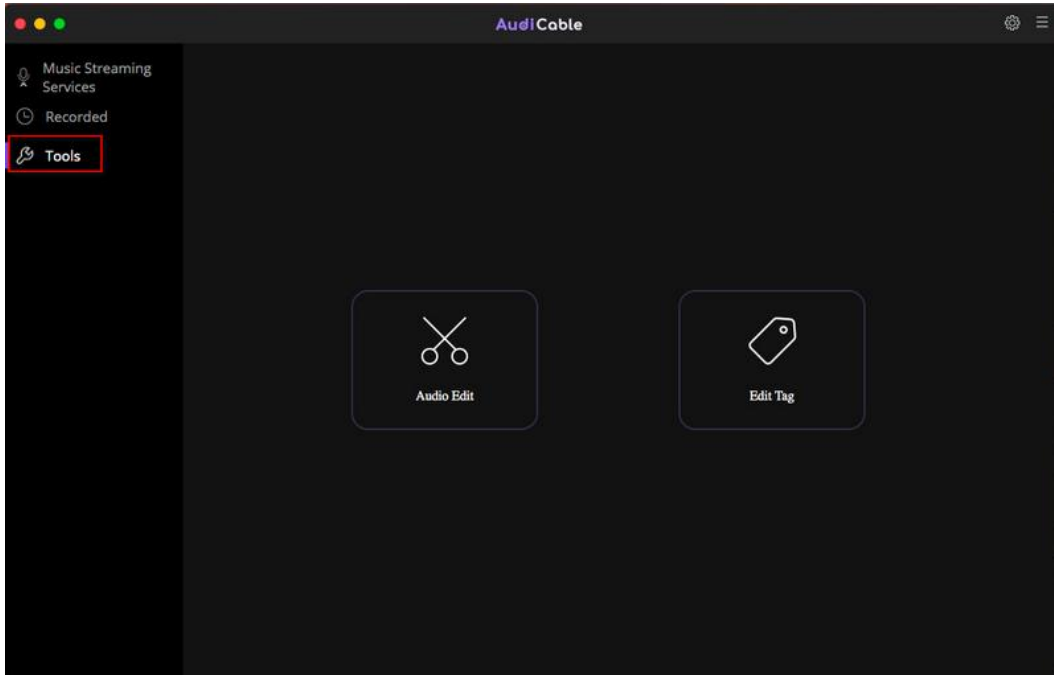 AudiCable
Music Streaming
Services
Recorded
Tools
Audio Edit
Edit Tag